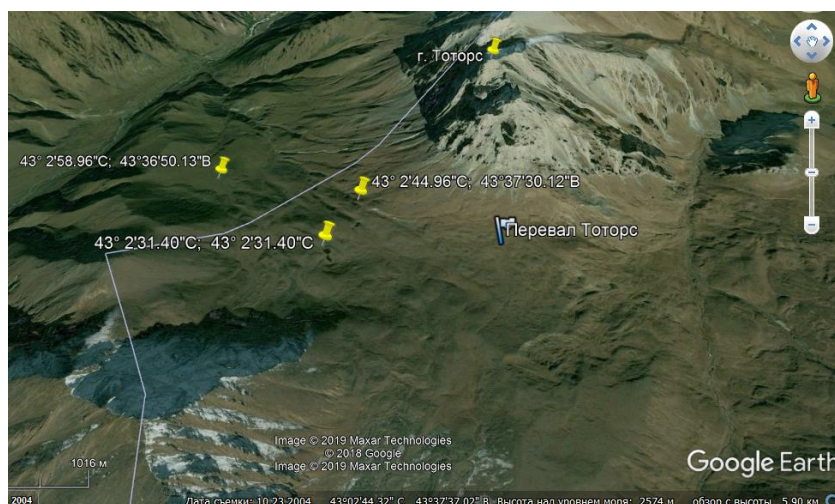 г. Тоторс
43° 2'58.96"С;  43°36'50.13"В
43° 2'44.96"С;  43°37'30.12"В
43° 2'31.40"С;  43° 2'31.40"С
Перевал Тоторс
Image © 2019 Maxar Technologies
© 2018 Google
Image © 2019 Maxar Technologies
1016 м
Google Earth
2004
Дата съемки: 10.23.2004 43°02'44.32" С 43°37'37.02" В Высота над уровнем моря: 2574 м обзор с высоты 5.90 км